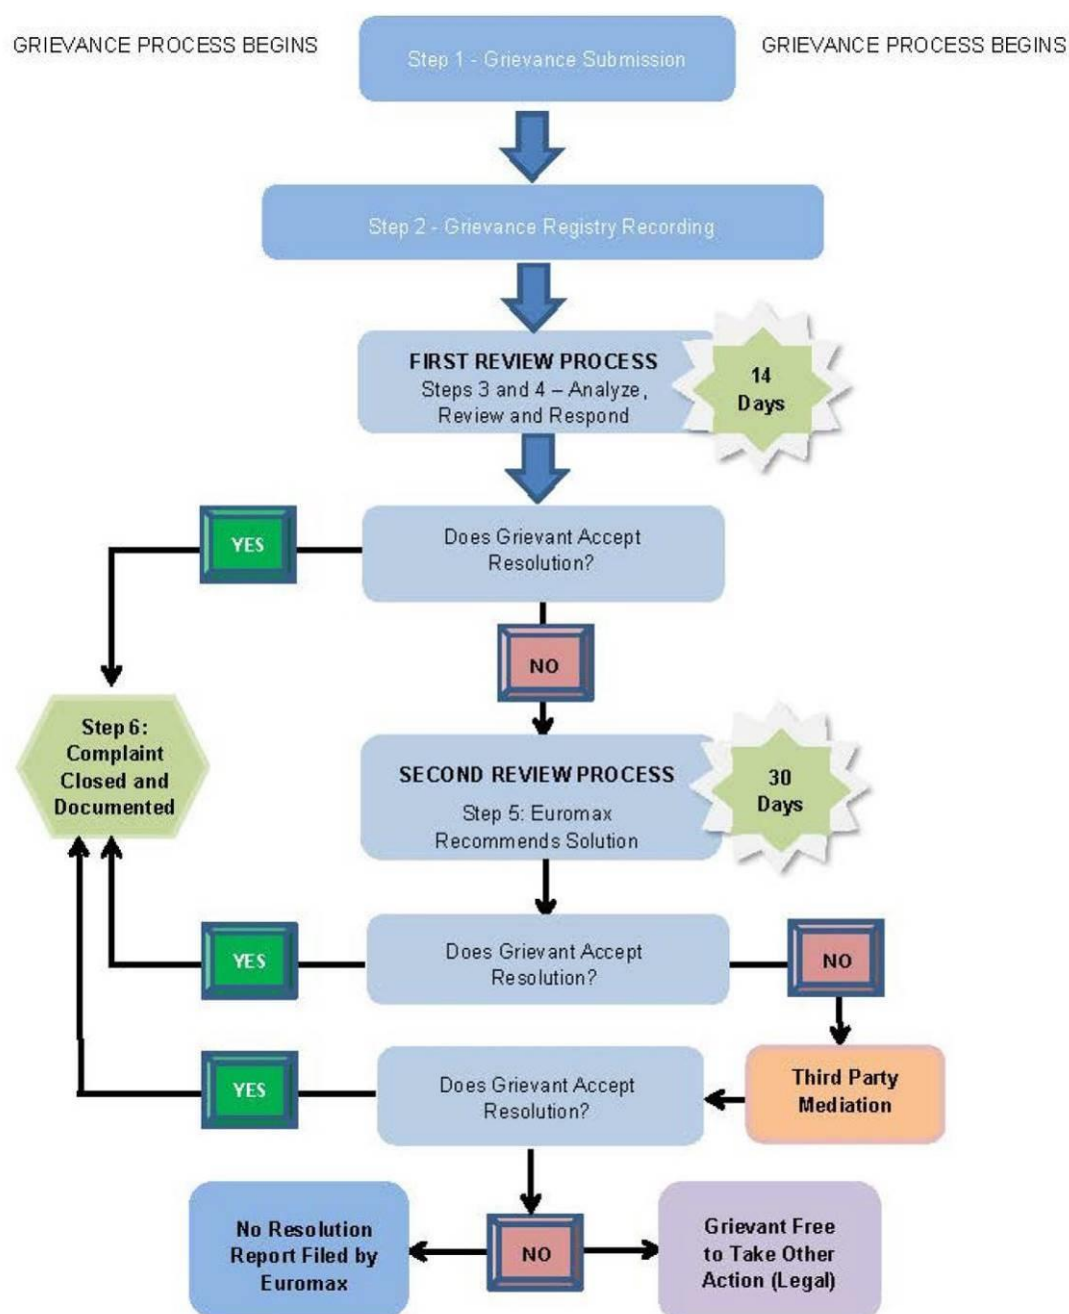 GRIEVANCE PROCESS BEGINS
Step 1 - Grievance Submission
GRIEVANCE PROCESS BEGINS
Step 2 - Grievance Registry Recording
FIRST REVIEW PROCESS
Steps 3 and 4 – Analyze,
Review and Respond
14
Days
YES
Does Grievant Accept
Resolution?
NO
Step 6:
Complaint
Closed and
Documented
SECOND REVIEW PROCESS
Step 5: Euromax
Recommends Solution
30
Days
YES
Does Grievant Accept
Resolution?
NO
YES
Does Grievant Accept
Resolution?
Third Party
Mediation
No Resolution
Report Filed by
Euromax
NO
Grievant Free
to Take Other
Action (Legal)